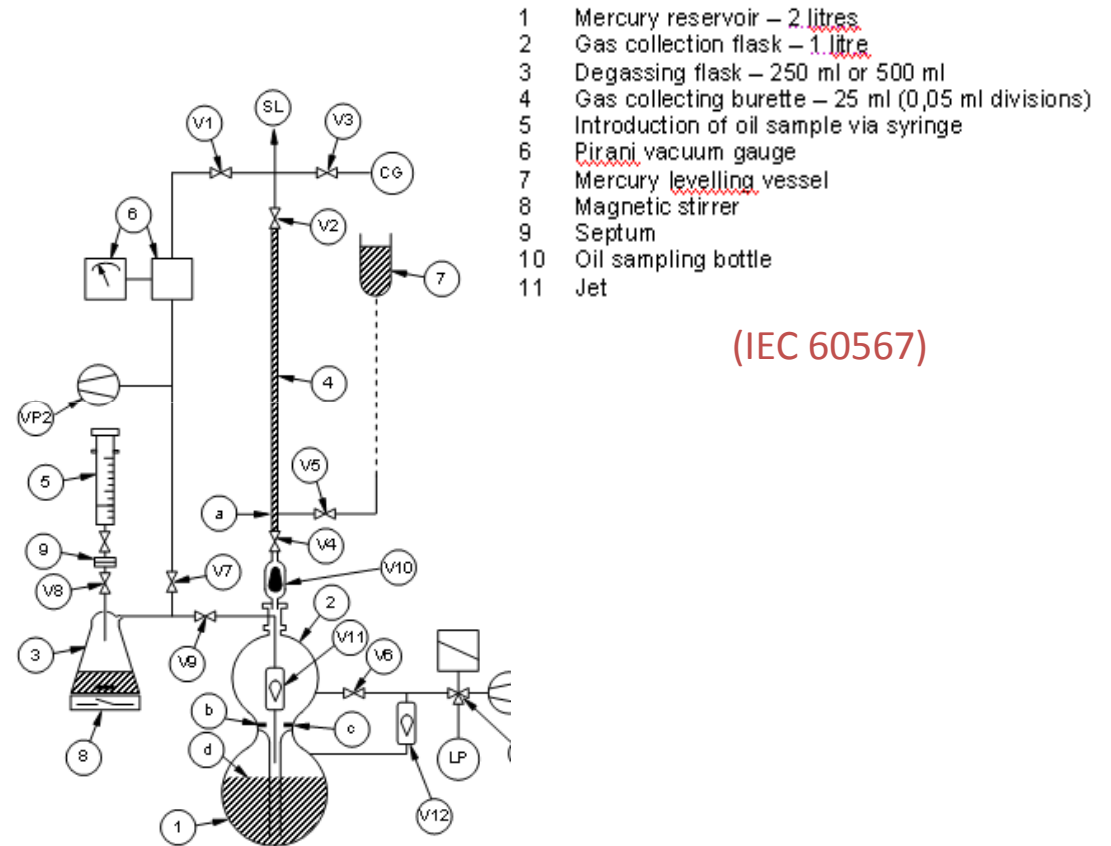 1 Mercury reservoir – 2 litres
2 Gas collection flask – 1 litre
3 Degassing flask – 250 ml or 500 ml
4 Gas collecting burette – 25 ml (0,05 ml divisions)
5 Introduction of oil sample via syringe
6 Pirani vacuum gauge
7 Mercury levelling vessel
8 Magnetic stirrer
9 Septum
10 Oil sampling bottle
11 Jet
(IEC 60567)
SL
V1
V3
CG
V2
6
7
4
VP2
V5
5
a
V4
9
V7
V10
V8
2
V11
3
V9
V6
b
c
d
8
LP
V12
1